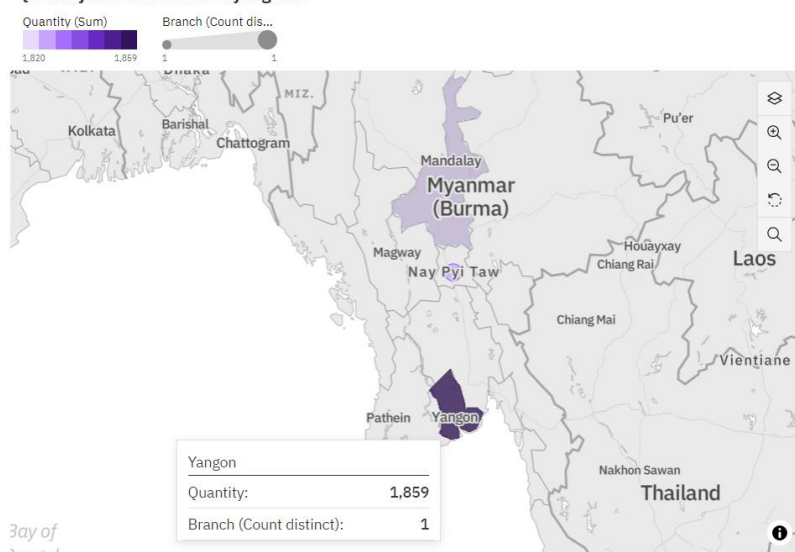 Quantity (Sum)
Branch (Count dis...
1,820
1,859
1
1
Dhaka
MIZ.
Kolkata
Barishal
Chattogram
Pu'er
Mandalay
Myanmar
(Burma)
Magway
Nay Pyi Taw
Houayxay
Chiang Rai
Laos
Chiang Mai
Vientiane
Pathein
Yangon
Yangon
Quantity: 1,859
Branch (Count distinct): 1
Nakhon Sawan
Thailand
Bay of